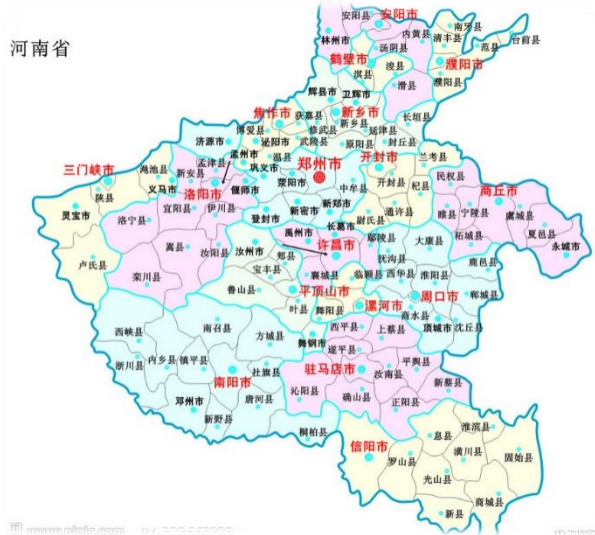 河南省
安阳县
安阳市
南牙县
台前县
清丰县
范县
内黄县
林州市
汤阴县
鹤壁市
浚县
淇县
濮阳市
濮阳县
滑县
辉县市
卫辉市
焦作市
获嘉县
新乡市
长垣县
新乡县
延津县
修武县
博爱县
济源市
沁阳市
武陵县
原阳县
封丘县
孟州市
温县
郑州市
开封市
兰考县
三门峡市
渑池县
新安县
孟津县
巩义市
荥阳市
中牟县
开封县
杞县
民权县
陕县
义马市
洛阳市
偃师市
商丘市
灵宝市
宜阳县
伊川县
新密市
新郑市
尉氏县
通许县
睢县
宁陵县
虞城县
洛宁县
登封市
禹州市
长葛市
柘城县
夏邑县
永城市
嵩县
汝阳县
汝州市
许昌市
鄢陵县
大康县
扶沟县
鹿邑县
卢氏县
栾川县
郏县
宝丰县
襄城县
临颍县
西华县
淮阳县
郸城县
鲁山县
平顶山市
叶县
舞阳县
漯河市
周口市
商水县
项城市
沈丘县
西峡县
南召县
方城县
舞钢市
西平县
上蔡县
遂平县
淅川县
内乡县
镇平县
南阳市
社旗县
驻马店市
汝南县
平舆县
新蔡县
沁阳县
邓州市
唐河县
确山县
正阳县
新野县
桐柏县
信阳市
息县
淮滨县
罗山县
潢川县
固始县
光山县
商城县
新县